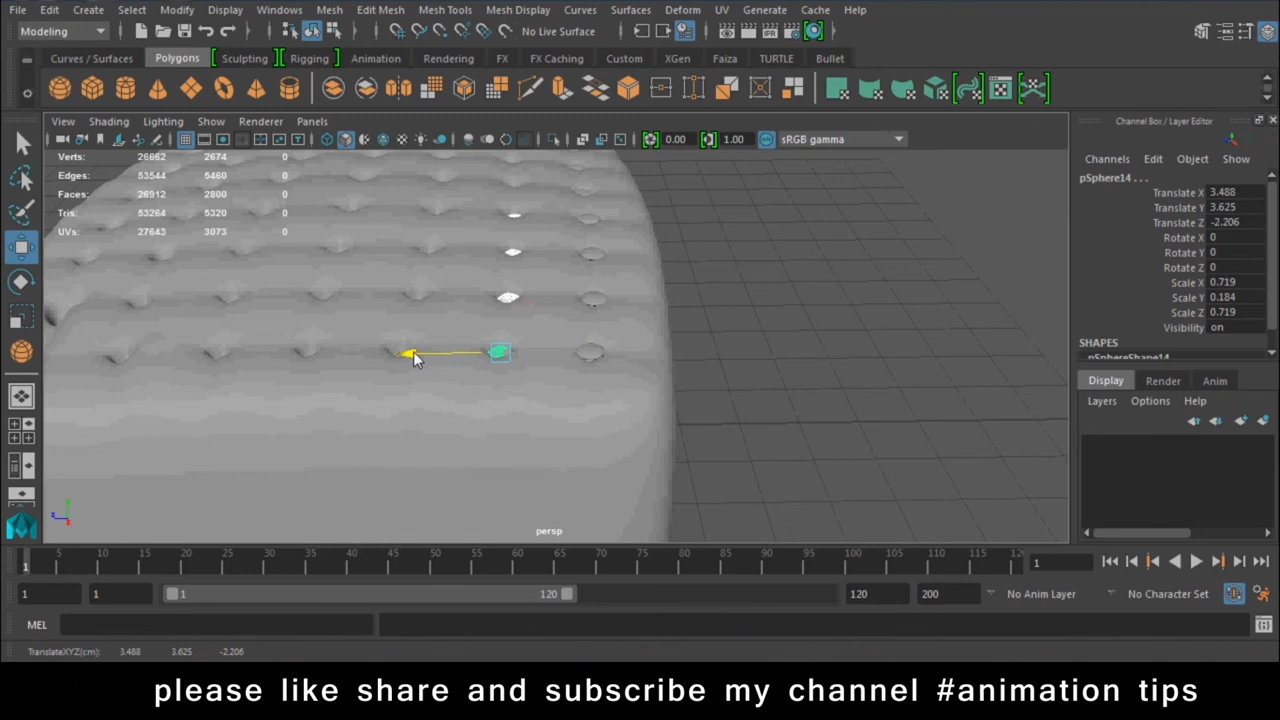 File Edit Create Select Modify Display Windows Mesh Edit Mesh Mesh Tools Mesh Display Curves Surfaces Deform UV Generate Cache Help
Modeling No Live Surface
Curves / Surfaces Polygons Sculpting Rigging Animation Rendering FX FX Caching Custom XGen Faiza TURTLE Bullet
View Shading Lighting Show Renderer Panels
0.00 1.00 sRGB gamma
Verts: 26662 2674 0
Edges: 53544 5460 0
Faces: 26912 2800 0
Tris: 53264 5320 0
UVs: 27643 3073 0
persp
Channel Box / Layer Editor
Channels Edit Object Show
pSphere14 . . .
Translate X 3.488
Translate Y 3.625
Translate Z -2.206
Rotate X 0
Rotate Y 0
Rotate Z 0
Scale X 0.719
Scale Y 0.184
Scale Z 0.719
Visibility on
SHAPES
pSphereShape14
Display Render Anim
Layers Options Help
5 10 15 20 25 30 35 40 45 50 55 60 65 70 75 80 85 90 95 100 105 110 115 12
1 1
1 1 1 120 120 200 No Anim Layer No Character Set
MEL
TranslateXYZ(cm): 3.488 3.625 -2.206
please like share and subscribe my channel #animation tips